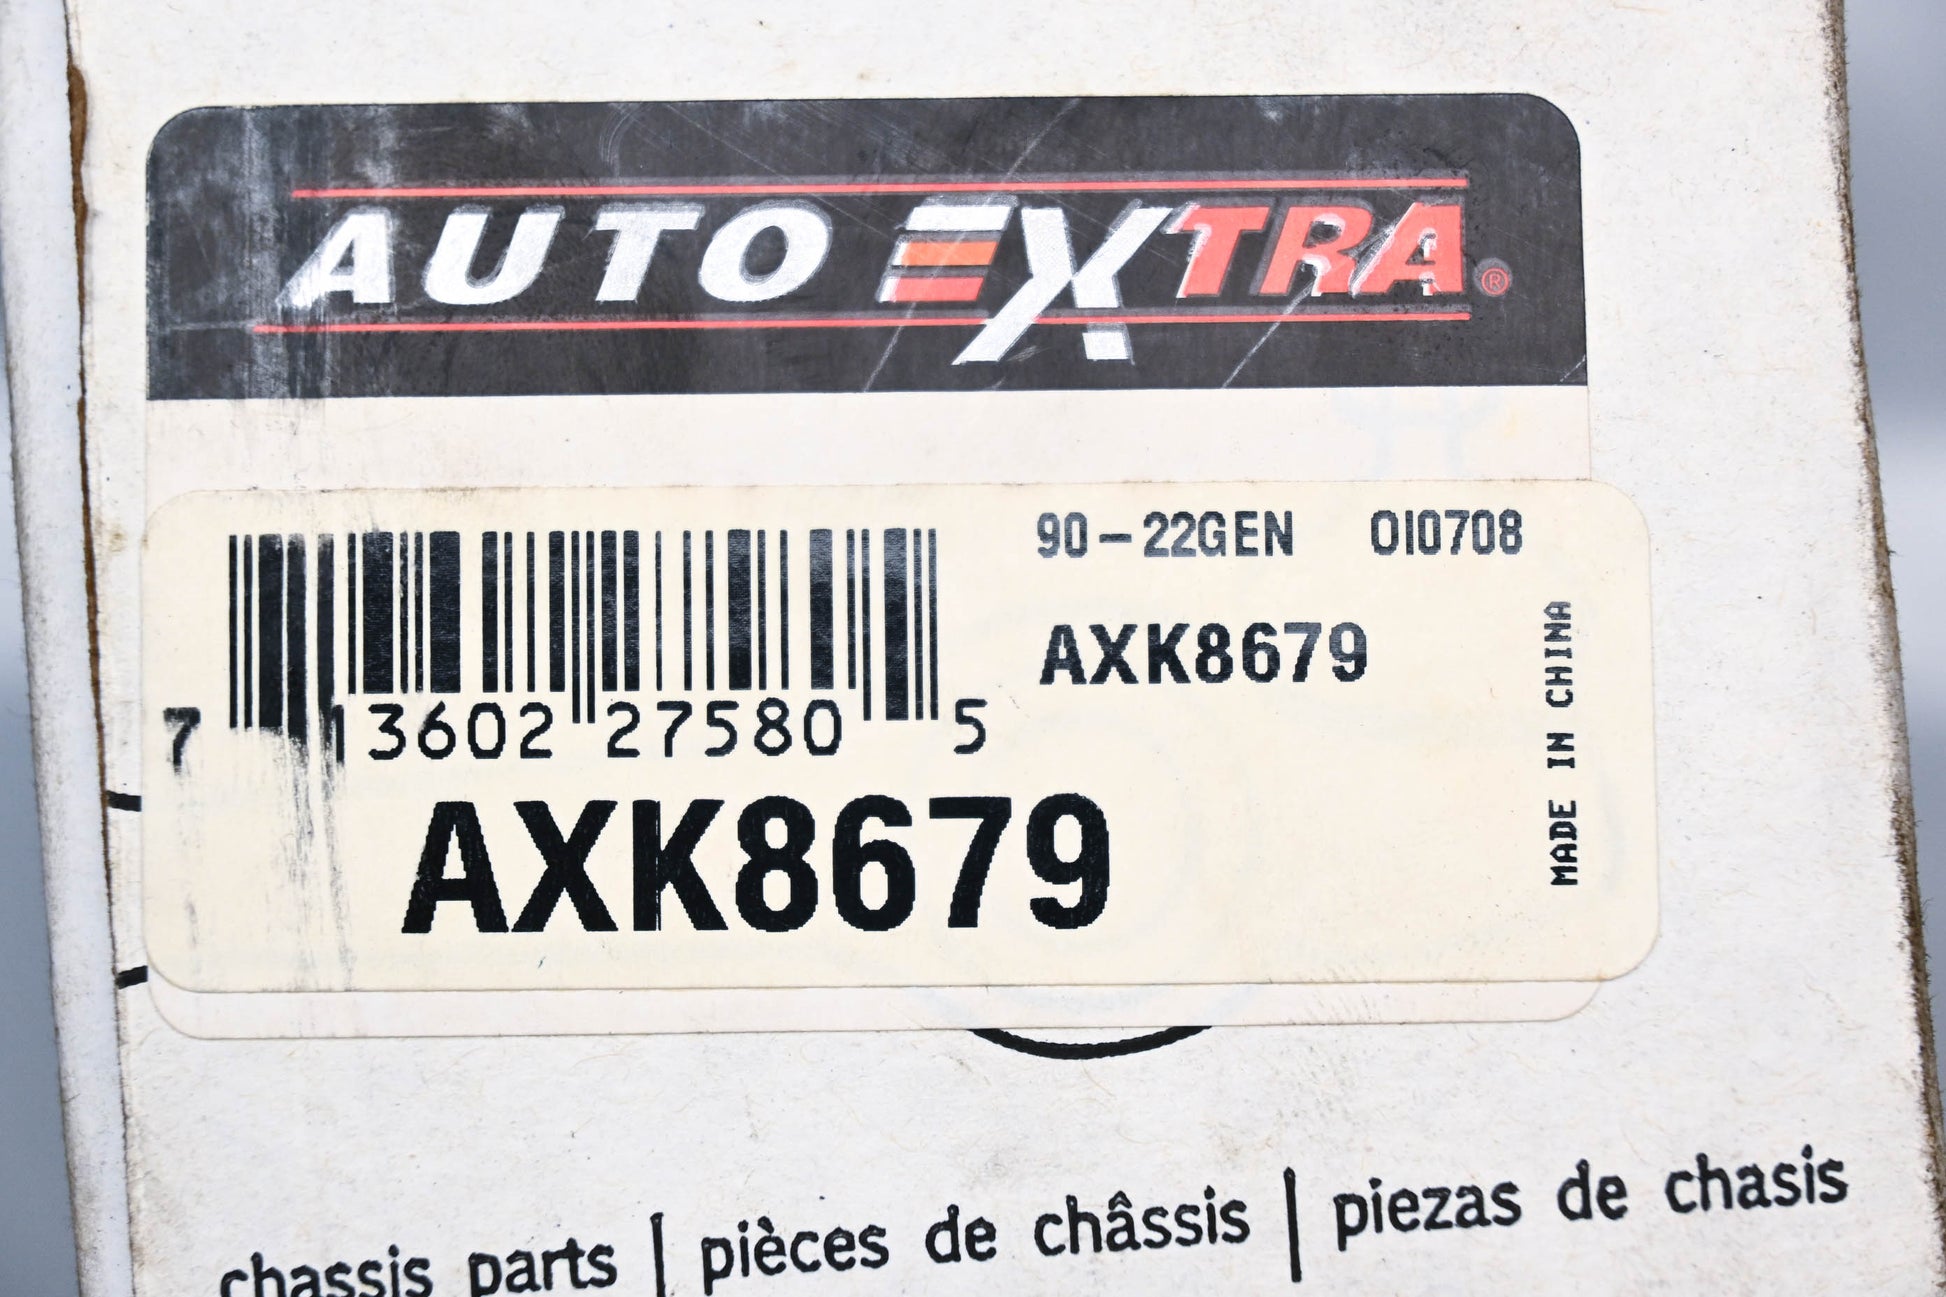 AUTO EXTRA®
90-22GEN OI0708
AXK8679
7 13602 27580 5
AXK8679
MADE IN CHINA
chassis parts | pièces de châssis | piezas de chasis